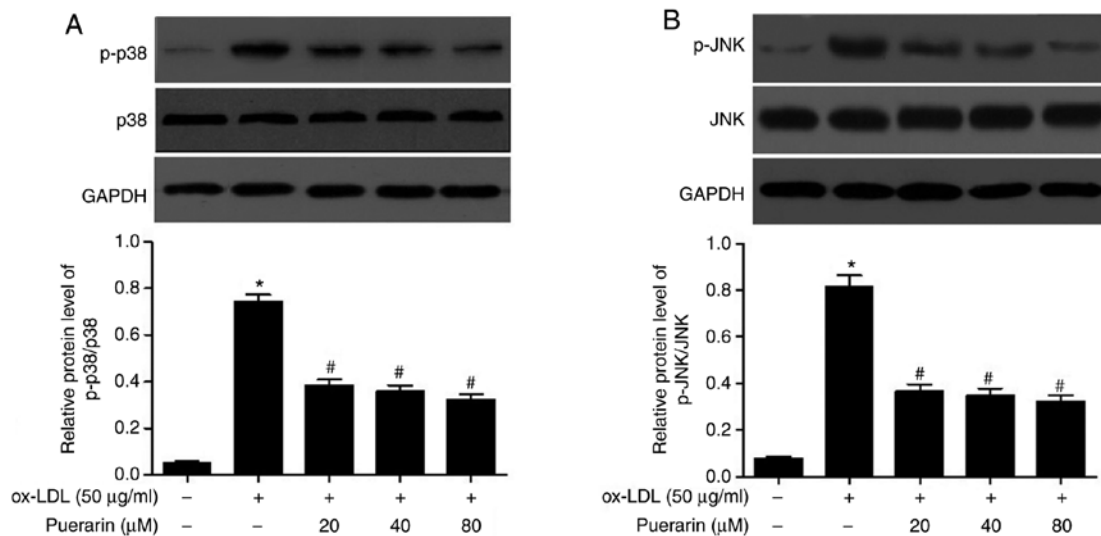 A
p-p38
p38
GAPDH
Relative protein level of
p-p38/p38
1.0
0.8
0.6
0.4
0.2
0.0
*
#
#
#
ox-LDL (50 μg/ml) – + + + +
Puerarin (μM) – – 20 40 80
B
p-JNK
JNK
GAPDH
Relative protein level of
p-JNK/JNK
1.0
0.8
0.6
0.4
0.2
0.0
*
#
#
#
ox-LDL (50 μg/ml) – + + + +
Puerarin (μM) – – 20 40 80